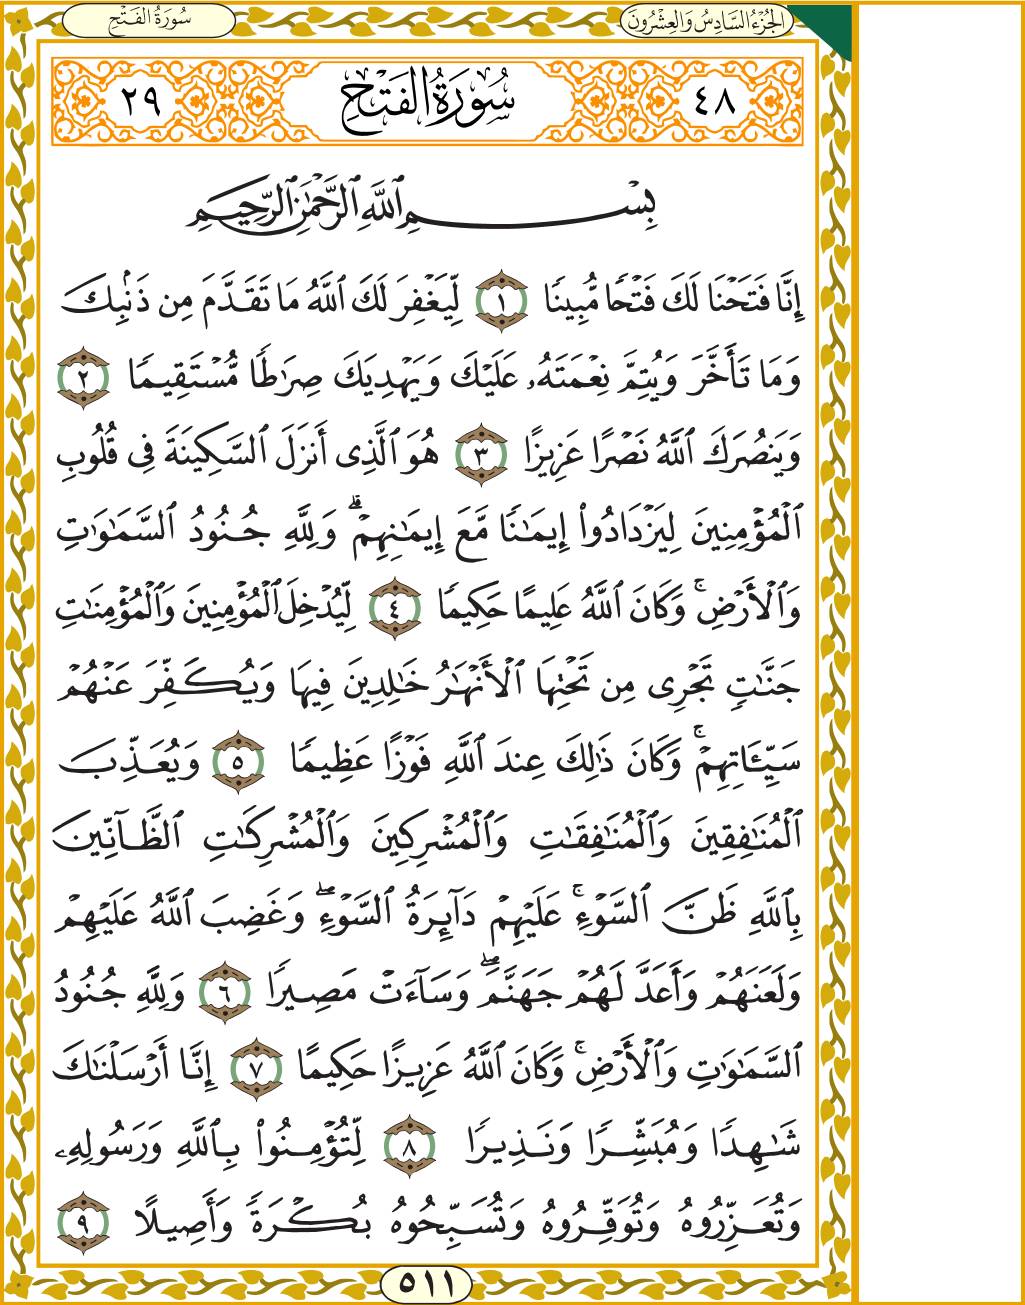 الجُزْءُ السَّادِسُ وَالعِشْرُونَ
سُورَةُ الفَتْحِ
٤٨ سُورَةُ الفَتْحِ ٢٩
بِسْمِ ٱللَّهِ ٱلرَّحْمَٰنِ ٱلرَّحِيمِ
إِنَّا فَتَحْنَا لَكَ فَتْحًا مُّبِينًا ١ لِّيَغْفِرَ لَكَ ٱللَّهُ مَا تَقَدَّمَ مِن ذَنۢبِكَ
وَمَا تَأَخَّرَ وَيُتِمَّ نِعْمَتَهُۥ عَلَيْكَ وَيَهْدِيَكَ صِرَٰطًا مُّسْتَقِيمًا ٢
وَيَنصُرَكَ ٱللَّهُ نَصْرًا عَزِيزًا ٣ هُوَ ٱلَّذِىٓ أَنزَلَ ٱلسَّكِينَةَ فِى قُلُوبِ
ٱلْمُؤْمِنِينَ لِيَزْدَادُوٓا۟ إِيمَٰنًا مَّعَ إِيمَٰنِهِمْ ۗ وَلِلَّهِ جُنُودُ ٱلسَّمَٰوَٰتِ
وَٱلْأَرْضِ ۚ وَكَانَ ٱللَّهُ عَلِيمًا حَكِيمًا ٤ لِّيُدْخِلَ ٱلْمُؤْمِنِينَ وَٱلْمُؤْمِنَٰتِ
جَنَّٰتٍ تَجْرِى مِن تَحْتِهَا ٱلْأَنْهَٰرُ خَٰلِدِينَ فِيهَا وَيُكَفِّرَ عَنْهُمْ
سَيِّـَٔاتِهِمْ ۚ وَكَانَ ذَٰلِكَ عِندَ ٱللَّهِ فَوْزًا عَظِيمًا ٥ وَيُعَذِّبَ
ٱلْمُنَٰفِقِينَ وَٱلْمُنَٰفِقَٰتِ وَٱلْمُشْرِكِينَ وَٱلْمُشْرِكَٰتِ ٱلظَّآنِّينَ
بِٱللَّهِ ظَنَّ ٱلسَّوْءِ ۚ عَلَيْهِمْ دَآئِرَةُ ٱلسَّوْءِ ۖ وَغَضِبَ ٱللَّهُ عَلَيْهِمْ
وَلَعَنَهُمْ وَأَعَدَّ لَهُمْ جَهَنَّمَ ۖ وَسَآءَتْ مَصِيرًا ٦ وَلِلَّهِ جُنُودُ
ٱلسَّمَٰوَٰتِ وَٱلْأَرْضِ ۚ وَكَانَ ٱللَّهُ عَزِيزًا حَكِيمًا ٧ إِنَّآ أَرْسَلْنَٰكَ
شَٰهِدًا وَمُبَشِّرًا وَنَذِيرًا ٨ لِّتُؤْمِنُوا۟ بِٱللَّهِ وَرَسُولِهِۦ
وَتُعَزِّرُوهُ وَتُوَقِّرُوهُ وَتُسَبِّحُوهُ بُكْرَةً وَأَصِيلًا ٩
٥١١